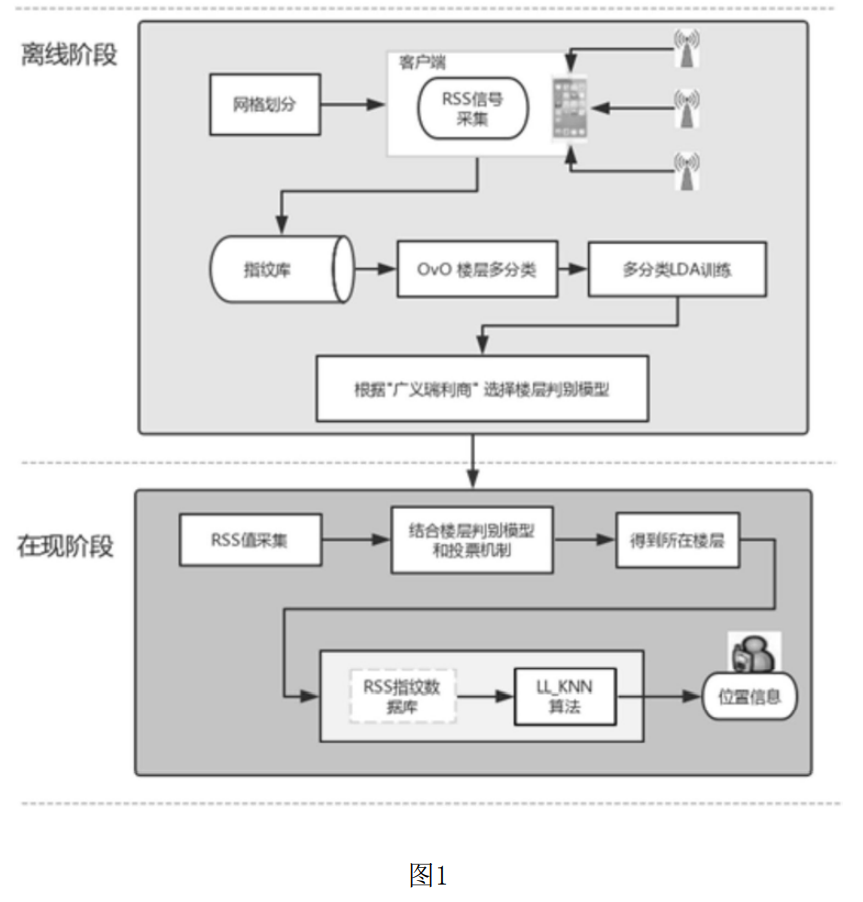 离线阶段
客户端
网格划分
RSS信号
采集
指纹库
OvO 楼层多分类
多分类LDA训练
根据"广义瑞利商" 选择楼层判别模型
在现阶段
RSS值采集
结合楼层判别模型
和投票机制
得到所在楼层
RSS指纹数
据库
LL_KNN
算法
位置信息
图1